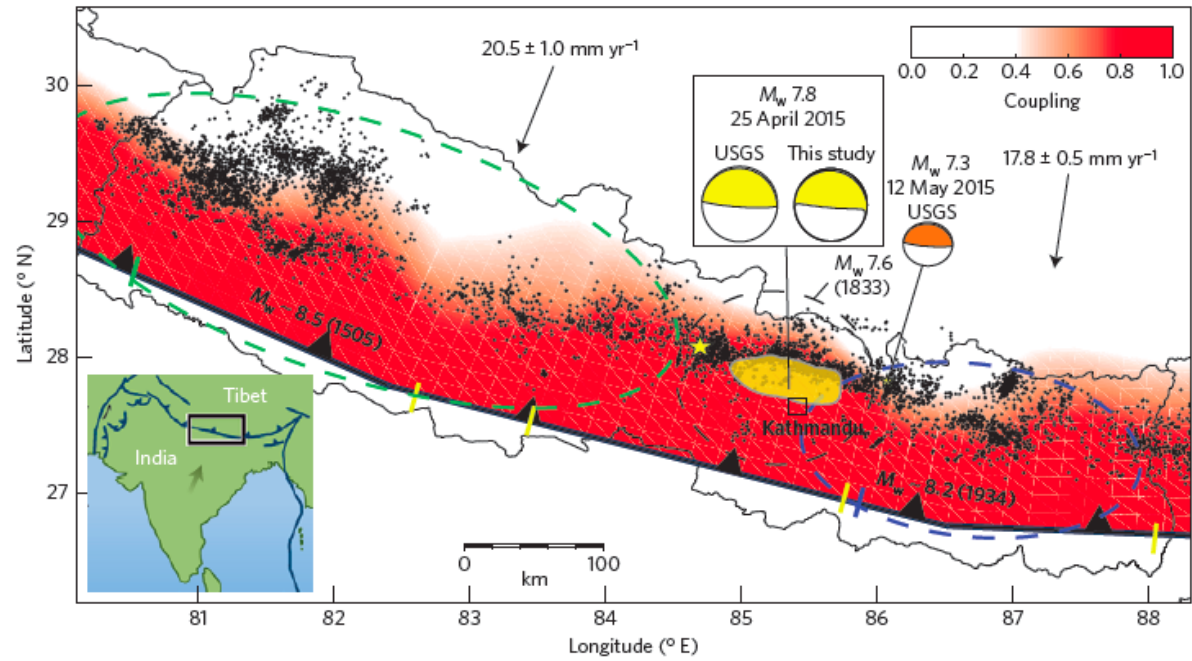 20.5 ± 1.0 mm yr⁻¹
0.0 0.2 0.4 0.6 0.8 1.0
Coupling
Mw 7.8
25 April 2015
USGS This study
Mw 7.3
12 May 2015
USGS
17.8 ± 0.5 mm yr⁻¹
Mw 7.6
(1833)
Mw ~ 8.5 (1505)
Kathmandu
Mw ~ 8.2 (1934)
Tibet
India
0 100
km
30
29
28
27
Latitude (° N)
81 82 83 84 85 86 87 88
Longitude (° E)